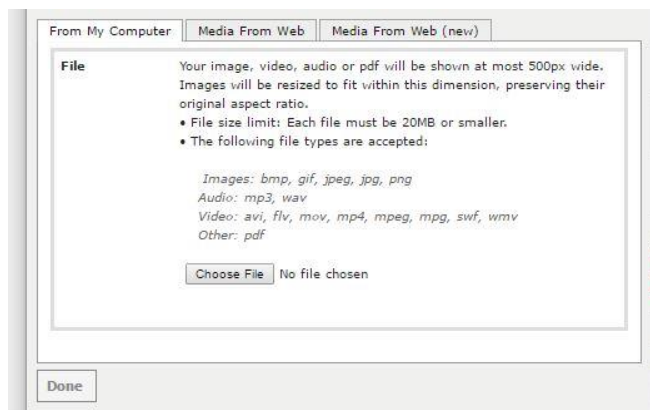 From My Computer
Media From Web
Media From Web (new)
File
Your image, video, audio or pdf will be shown at most 500px wide.
Images will be resized to fit within this dimension, preserving their
original aspect ratio.
• File size limit: Each file must be 20MB or smaller.
• The following file types are accepted:
Images: bmp, gif, jpeg, jpg, png
Audio: mp3, wav
Video: avi, flv, mov, mp4, mpeg, mpg, swf, wmv
Other: pdf
Choose File No file chosen
Done